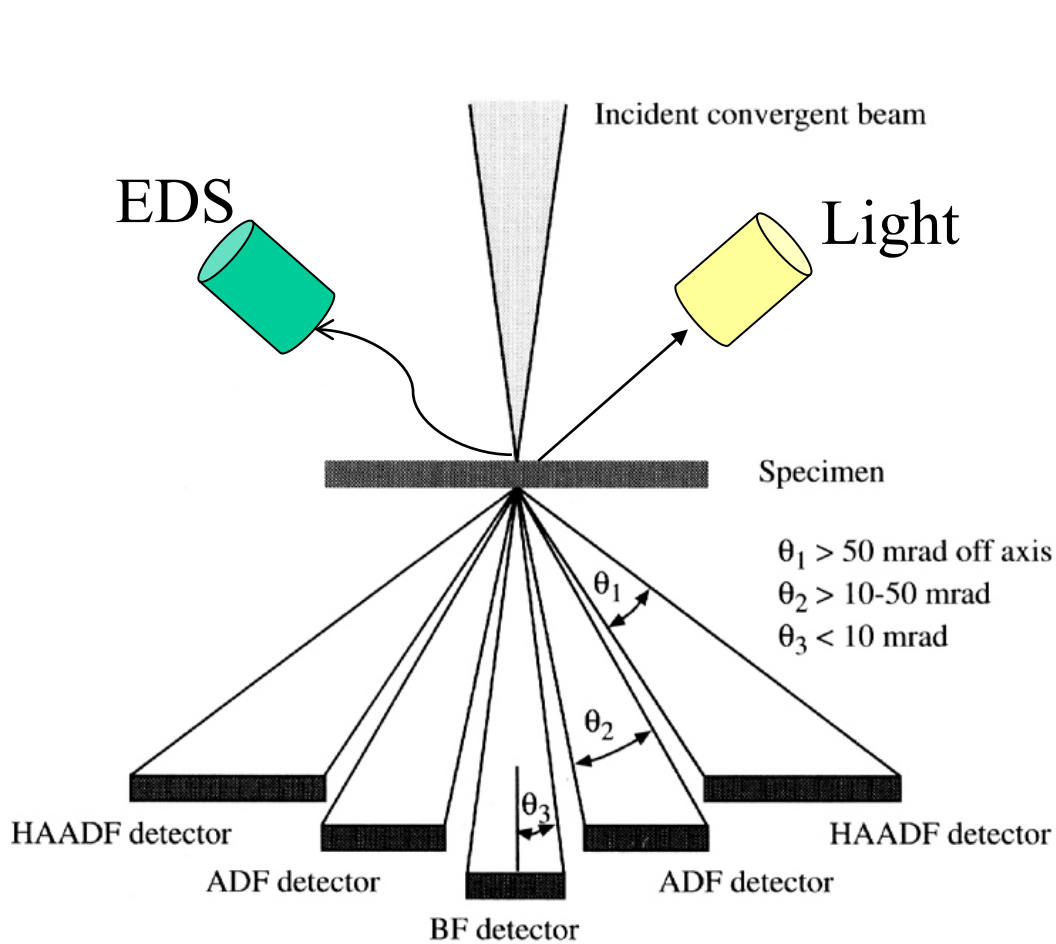 Incident convergent beam
EDS
Light
Specimen
θ1 > 50 mrad off axis
θ2 > 10-50 mrad
θ3 < 10 mrad
θ1
θ2
θ3
HAADF detector
HAADF detector
ADF detector
ADF detector
BF detector